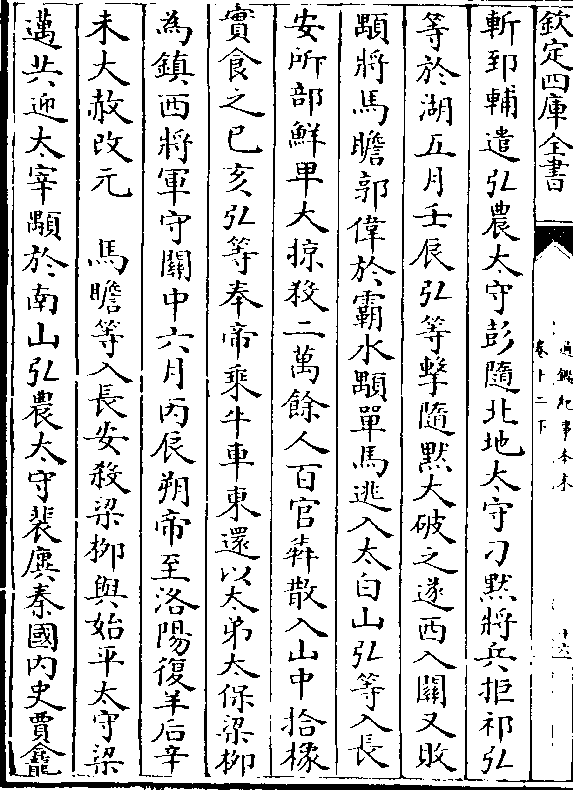 欽定四庫全書
通鑑紀事本末
卷十二下
十六
斬郅輔遣弘農太守彭隨北地太守刁默將兵拒祁弘
等於湖五月壬辰弘等擊隨默大破之遂西入關又敗
顒將馬瞻郭偉於霸水顒單馬逃入太白山弘等入長
安所部鮮卑大掠殺二萬餘人百官犇散入山中拾橡
實食之己亥弘等奉帝乘牛車東還以太弟太保梁柳
為鎮西將軍守關中六月丙辰朔帝至洛陽復羊后辛
未大赦改元　馬瞻等入長安殺梁柳與始平太守梁
邁共迎太宰顒於南山弘農太守裴廙秦國內史賈龕